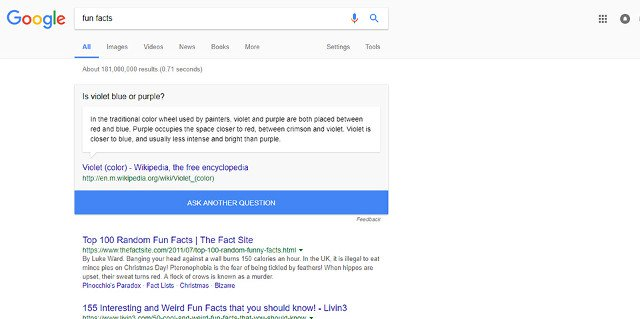 Google
fun facts
All Images Videos News Books More Settings Tools
About 181,000,000 results (0.71 seconds)
Is violet blue or purple?
In the traditional color wheel used by painters, violet and purple are both placed between
red and blue. Purple occupies the space closer to red, between crimson and violet. Violet is
closer to blue, and usually less intense and bright than purple.
Violet (color) - Wikipedia, the free encyclopedia
http://en.m.wikipedia.org/wiki/Violet_(color)
ASK ANOTHER QUESTION
Feedback
Top 100 Random Fun Facts | The Fact Site
https://www.thefactsite.com/2011/07/top-100-random-funny-facts.html
By Luke Ward. Banging your head against a wall burns 150 calories an hour. In the UK, it is illegal to eat
mince pies on Christmas Day! Pteronophobia is the fear of being tickled by feathers! When hippos are
upset, their sweat turns red. A flock of crows is known as a murder.
Pinocchio's Paradox · Fact Lists · Christmas · Bizarre
155 Interesting and Weird Fun Facts that you should know! - Livin3
https://www.livin3.com/50-cool-and-weird-fun-facts-that-you-should-know